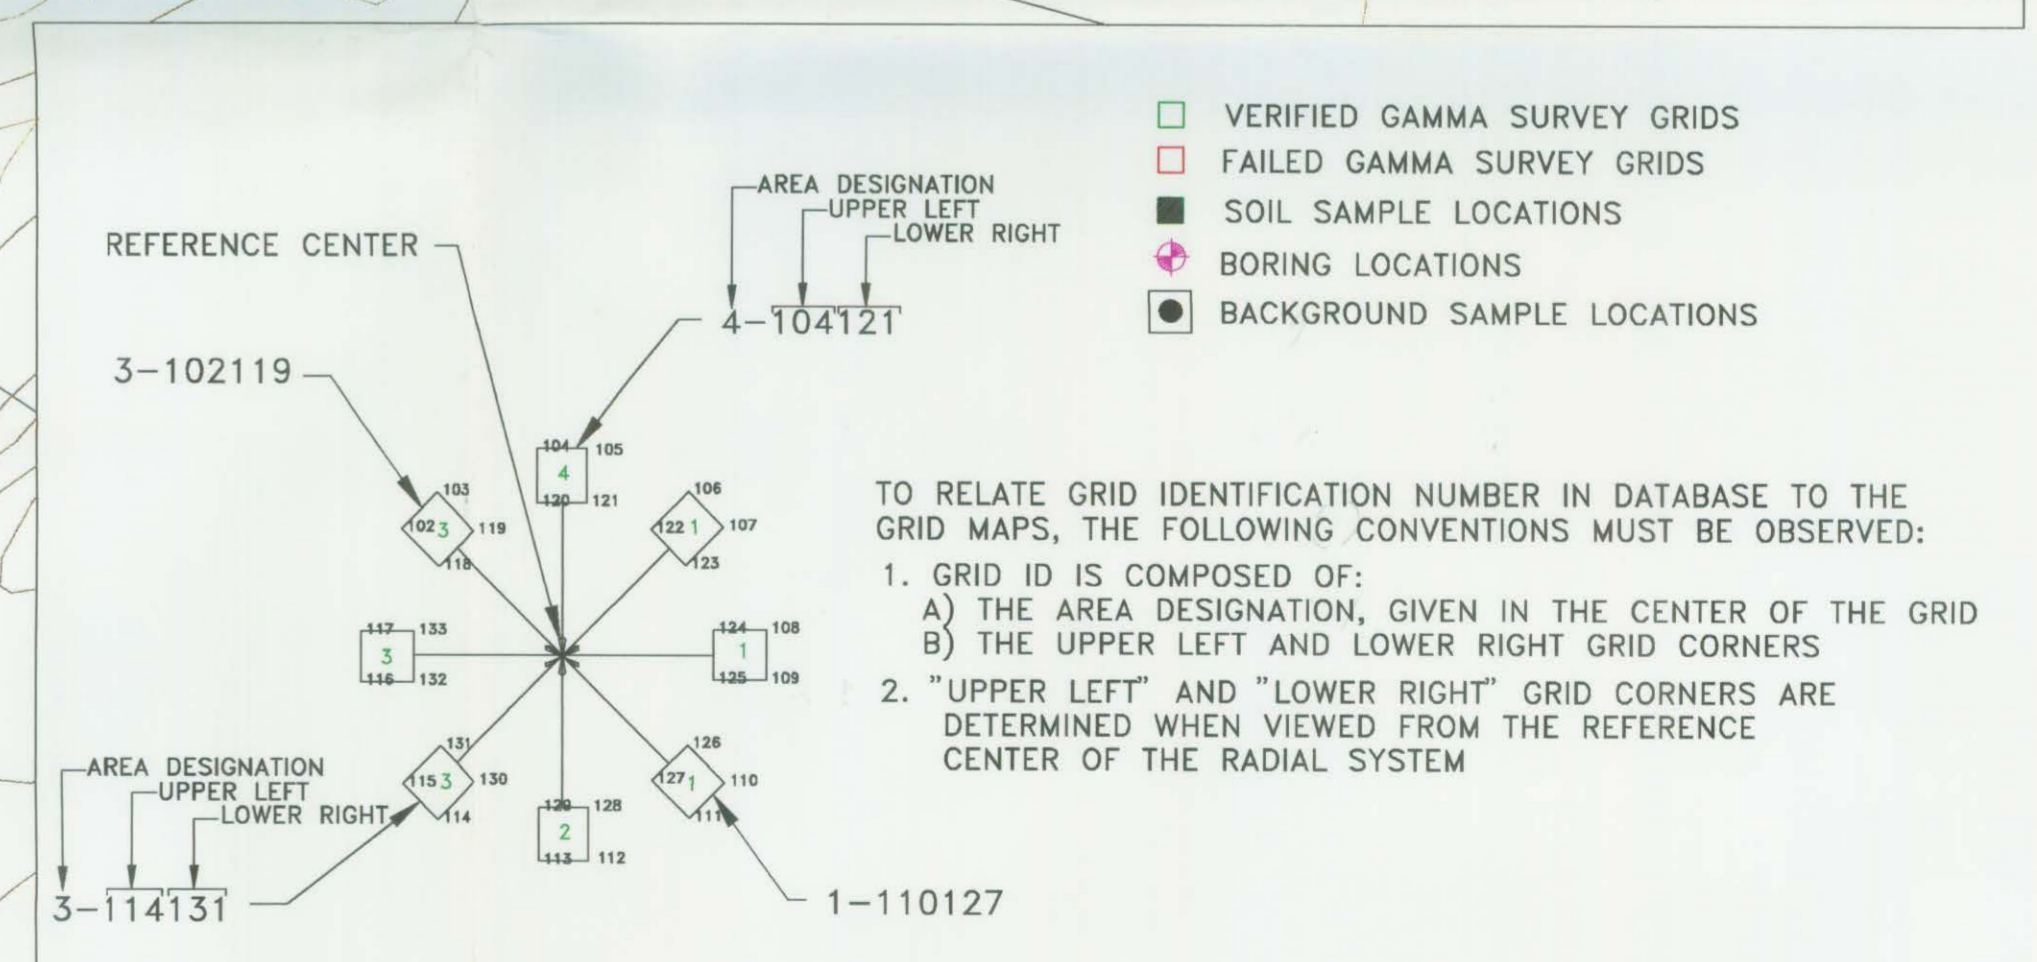 VERIFIED GAMMA SURVEY GRIDS
FAILED GAMMA SURVEY GRIDS
SOIL SAMPLE LOCATIONS
BORING LOCATIONS
BACKGROUND SAMPLE LOCATIONS
AREA DESIGNATION
UPPER LEFT
LOWER RIGHT
4-104121
REFERENCE CENTER
3-102119
104 105
4
120 121
103
102 3 119
118
106
122 1 107
123
117 133
3
116 132
124 108
1
125 109
131
115 3 130
114
126
127 1 110
111
129 128
2
113 112
AREA DESIGNATION
UPPER LEFT
LOWER RIGHT
3-114131
1-110127
TO RELATE GRID IDENTIFICATION NUMBER IN DATABASE TO THE
GRID MAPS, THE FOLLOWING CONVENTIONS MUST BE OBSERVED:
1. GRID ID IS COMPOSED OF:
A) THE AREA DESIGNATION, GIVEN IN THE CENTER OF THE GRID
B) THE UPPER LEFT AND LOWER RIGHT GRID CORNERS
2. "UPPER LEFT" AND "LOWER RIGHT" GRID CORNERS ARE
DETERMINED WHEN VIEWED FROM THE REFERENCE
CENTER OF THE RADIAL SYSTEM